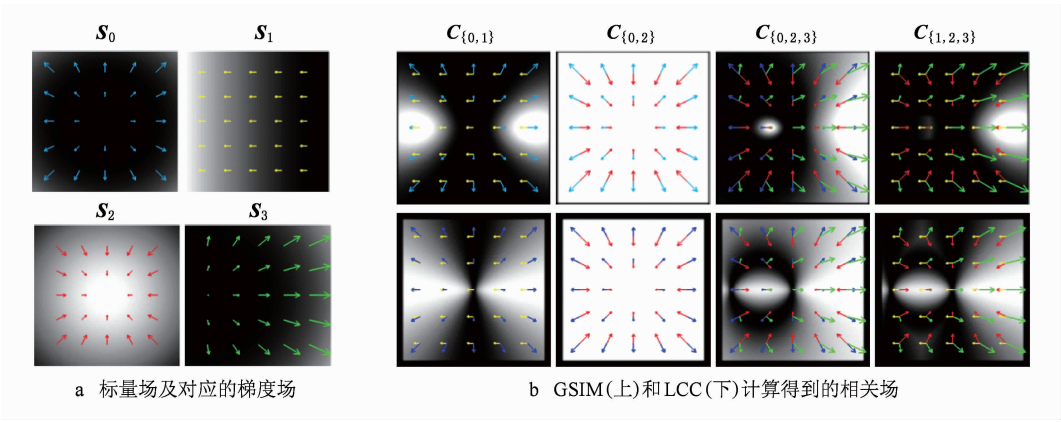 S0 S1 C{0,1} C{0,2} C{0,2,3} C{1,2,3}
S2 S3
a 标量场及对应的梯度场 b GSIM(上)和LCC(下)计算得到的相关场